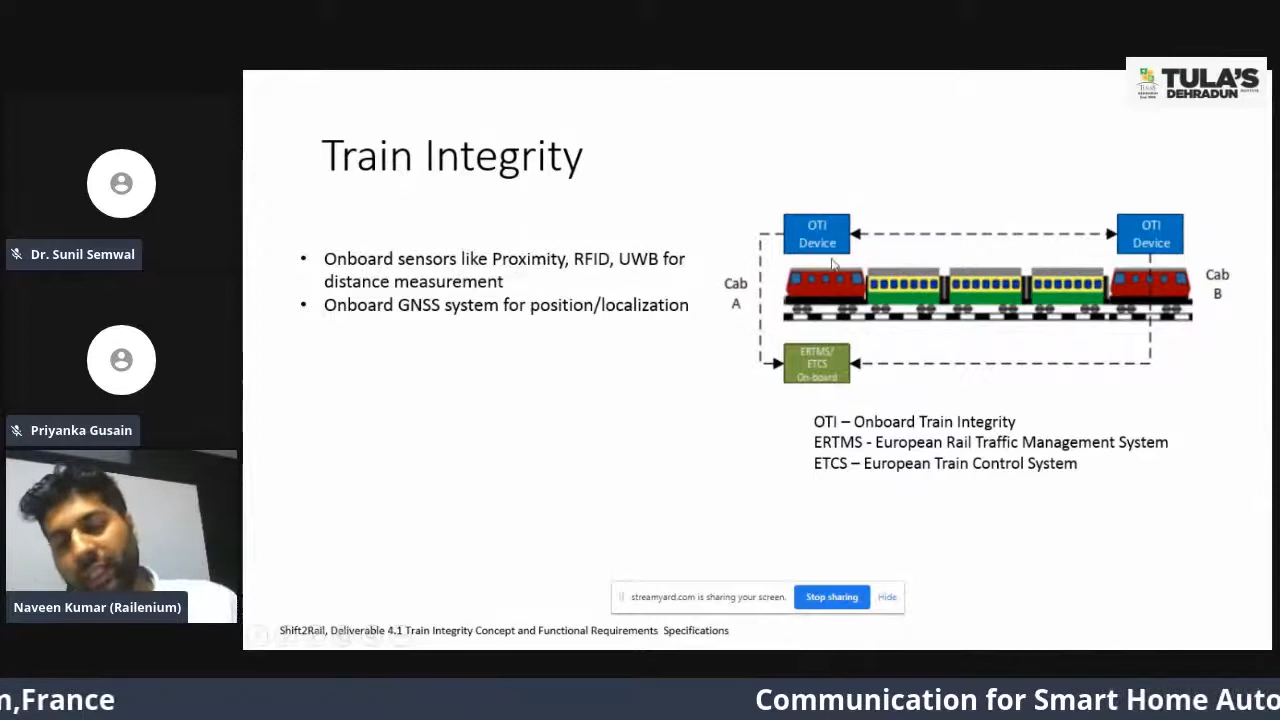 TULA'S
DEHRADUN
Train Integrity
• Onboard sensors like Proximity, RFID, UWB for
distance measurement
• Onboard GNSS system for position/localization
OTI
Device
OTI
Device
Cab
A
Cab
B
ERTMS/
ETCS
On-board
OTI – Onboard Train Integrity
ERTMS - European Rail Traffic Management System
ETCS – European Train Control System
Dr. Sunil Semwal
Priyanka Gusain
Naveen Kumar (Railenium)
streamyard.com is sharing your screen.
Stop sharing
Hide
Shift2Rail, Deliverable 4.1 Train Integrity Concept and Functional Requirements Specifications
m,France
Communication for Smart Home Auto